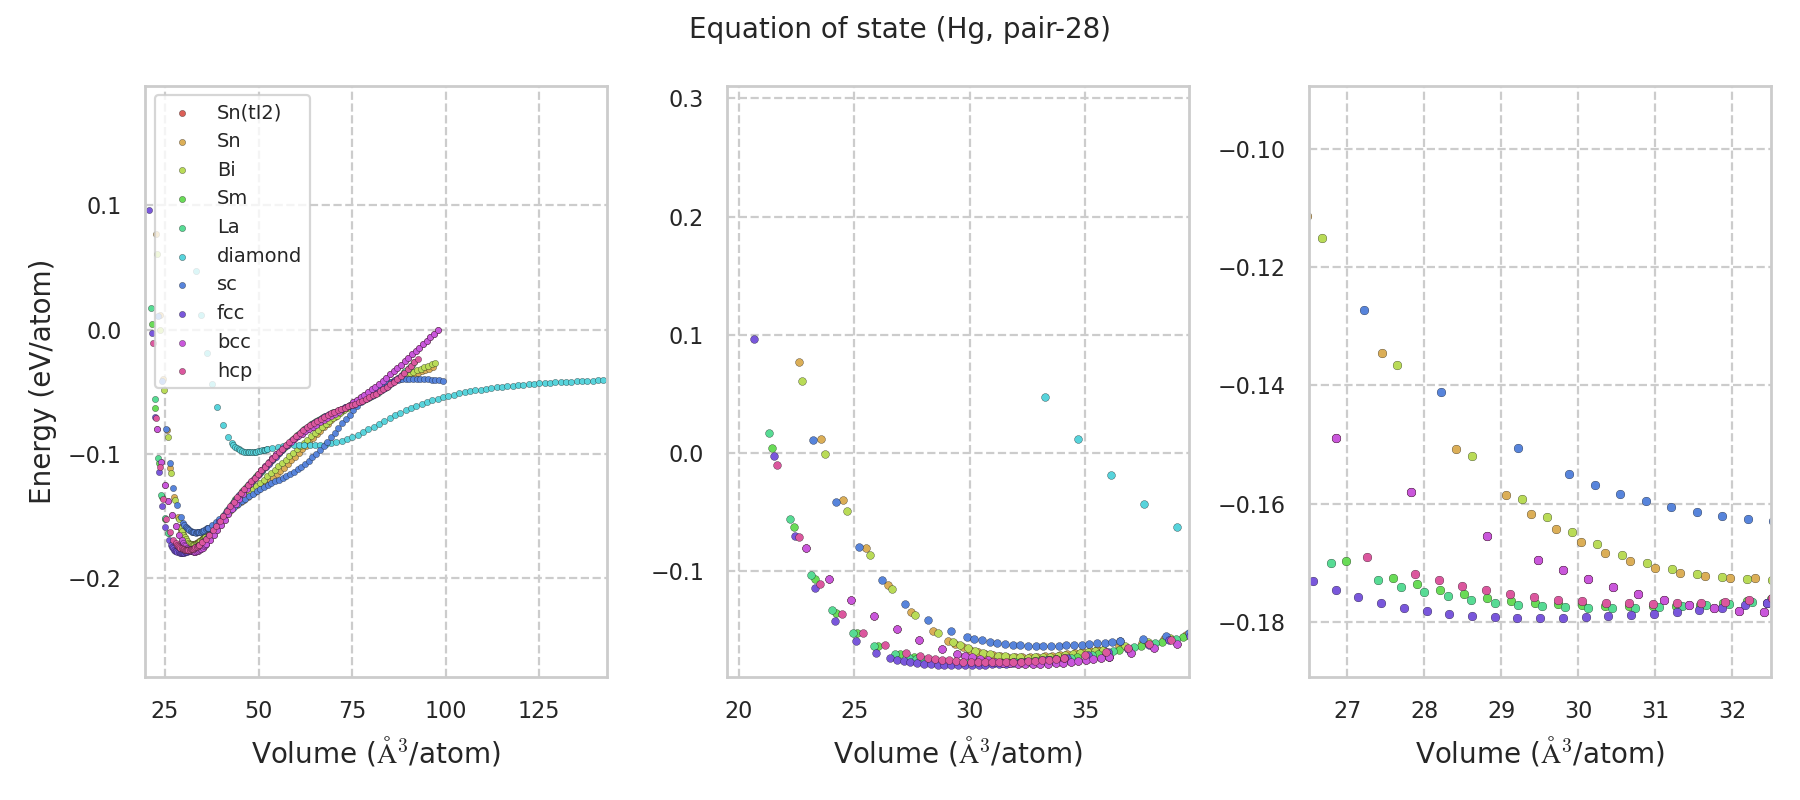 Equation of state (Hg, pair-28)
Energy (eV/atom)
0.1
0.0
−0.1
−0.2
Sn(tI2)
Sn
Bi
Sm
La
diamond
sc
fcc
bcc
hcp
25 50 75 100 125
Volume (Å³/atom)
0.3
0.2
0.1
0.0
−0.1
20 25 30 35
Volume (Å³/atom)
−0.10
−0.12
−0.14
−0.16
−0.18
27 28 29 30 31 32
Volume (Å³/atom)